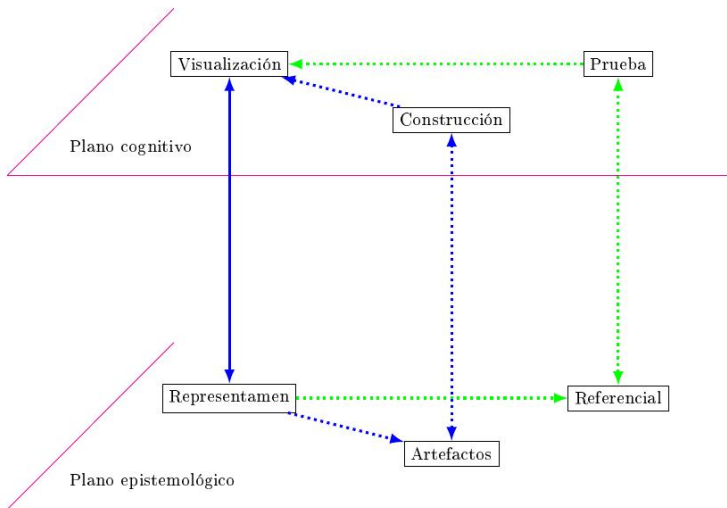 Visualización
Prueba
Construcción
Plano cognitivo
Representamen
Referencial
Artefactos
Plano epistemológico